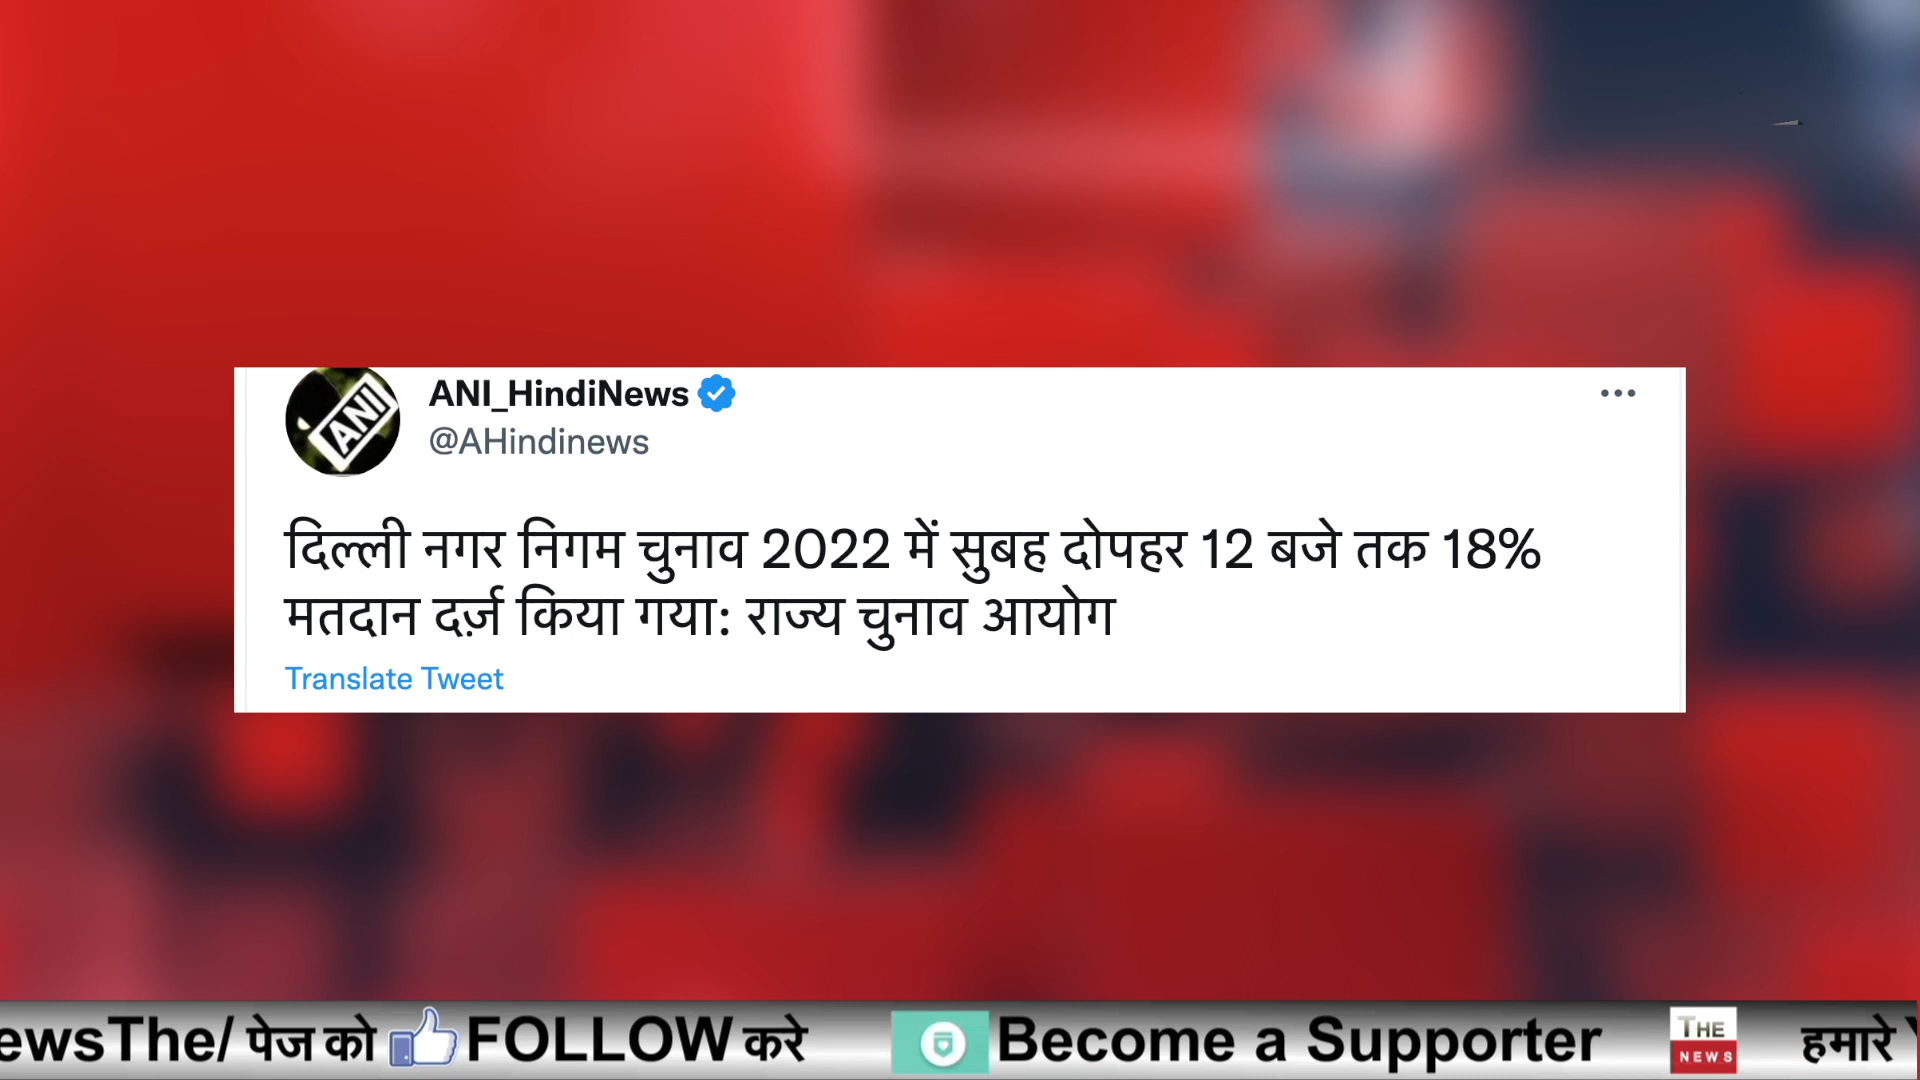 ANI
ANI_HindiNews
@AHindinews
दिल्ली नगर निगम चुनाव 2022 में सुबह दोपहर 12 बजे तक 18%
मतदान दर्ज़ किया गया: राज्य चुनाव आयोग
Translate Tweet
ewsThe/ पेज को FOLLOW करे Become a Supporter THE NEWS हमारे